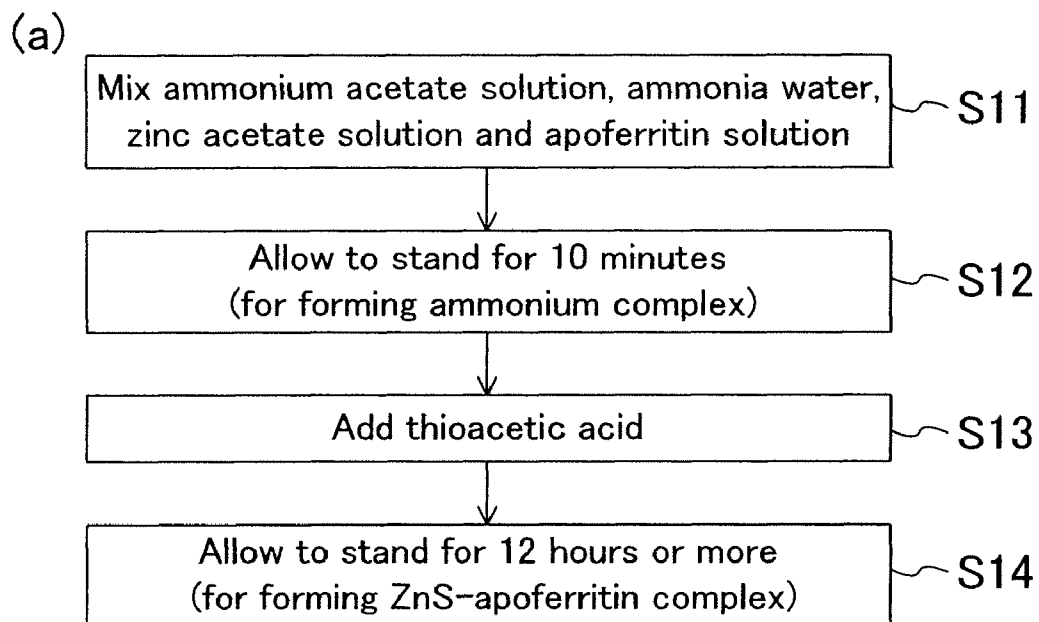 (a)
Mix ammonium acetate solution, ammonia water,
zinc acetate solution and apoferritin solution
S11
Allow to stand for 10 minutes
(for forming ammonium complex)
S12
Add thioacetic acid
S13
Allow to stand for 12 hours or more
(for forming ZnS-apoferritin complex)
S14